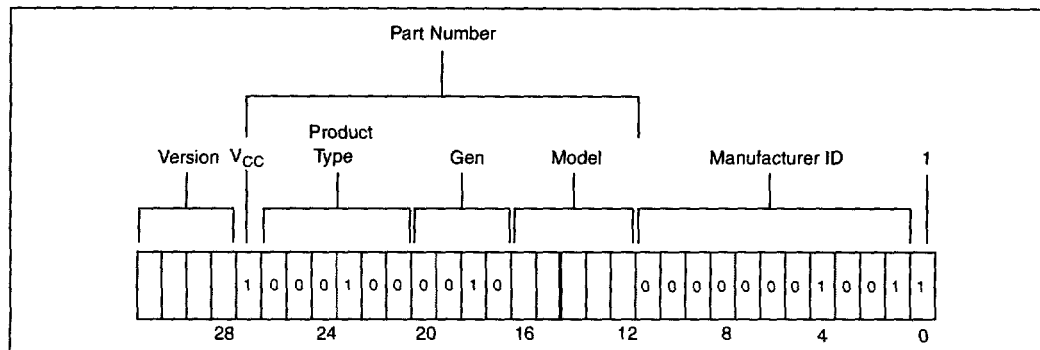 Part Number
Product
Version VCC Type Gen Model Manufacturer ID 1
1 0 0 0 1 0 0 0 0 1 0 0 0 0 0 0 0 0 1 0 0 1 1
28 24 20 16 12 8 4 0